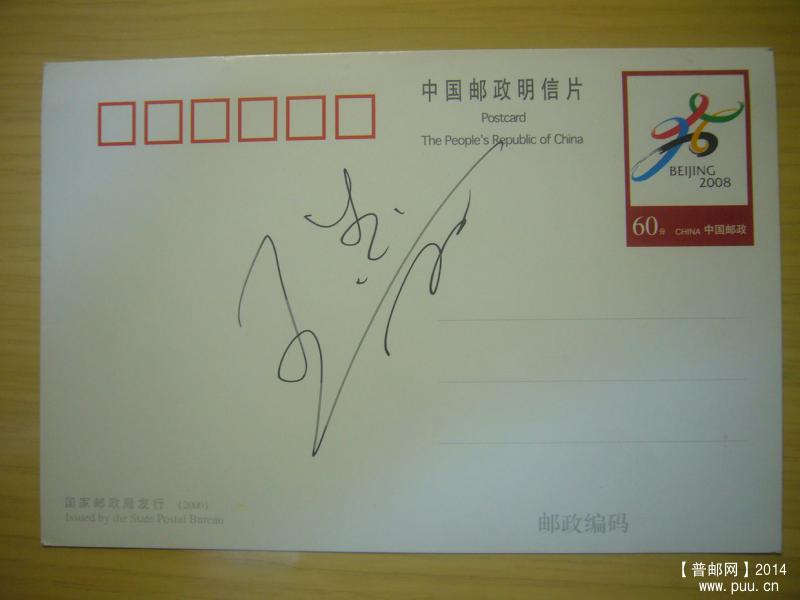 中国邮政明信片
Postcard
The People's Republic of China
BEIJING
2008
60分 CHINA 中国邮政
国家邮政局发行 (2000)
Issued by the State Postal Bureau
邮政编码
【普邮网】2014
www.puu.cn